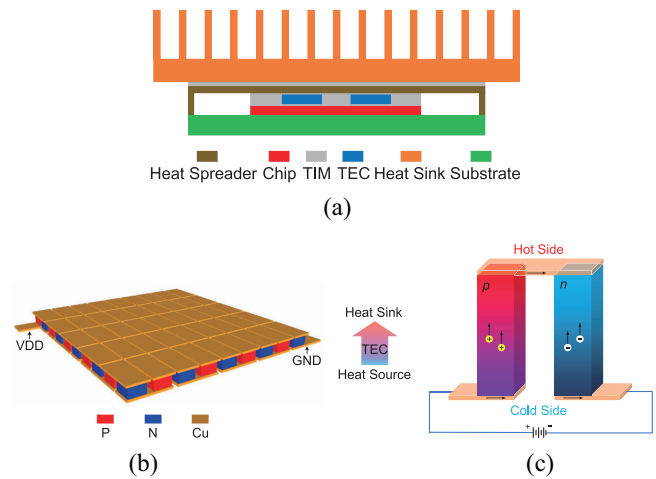 Heat Spreader Chip TIM TEC Heat Sink Substrate
(a)
VDD
GND
P N Cu
(b)
Heat Sink
TEC
Heat Source
Hot Side
p n
+ +
- -
Cold Side
+ -
(c)